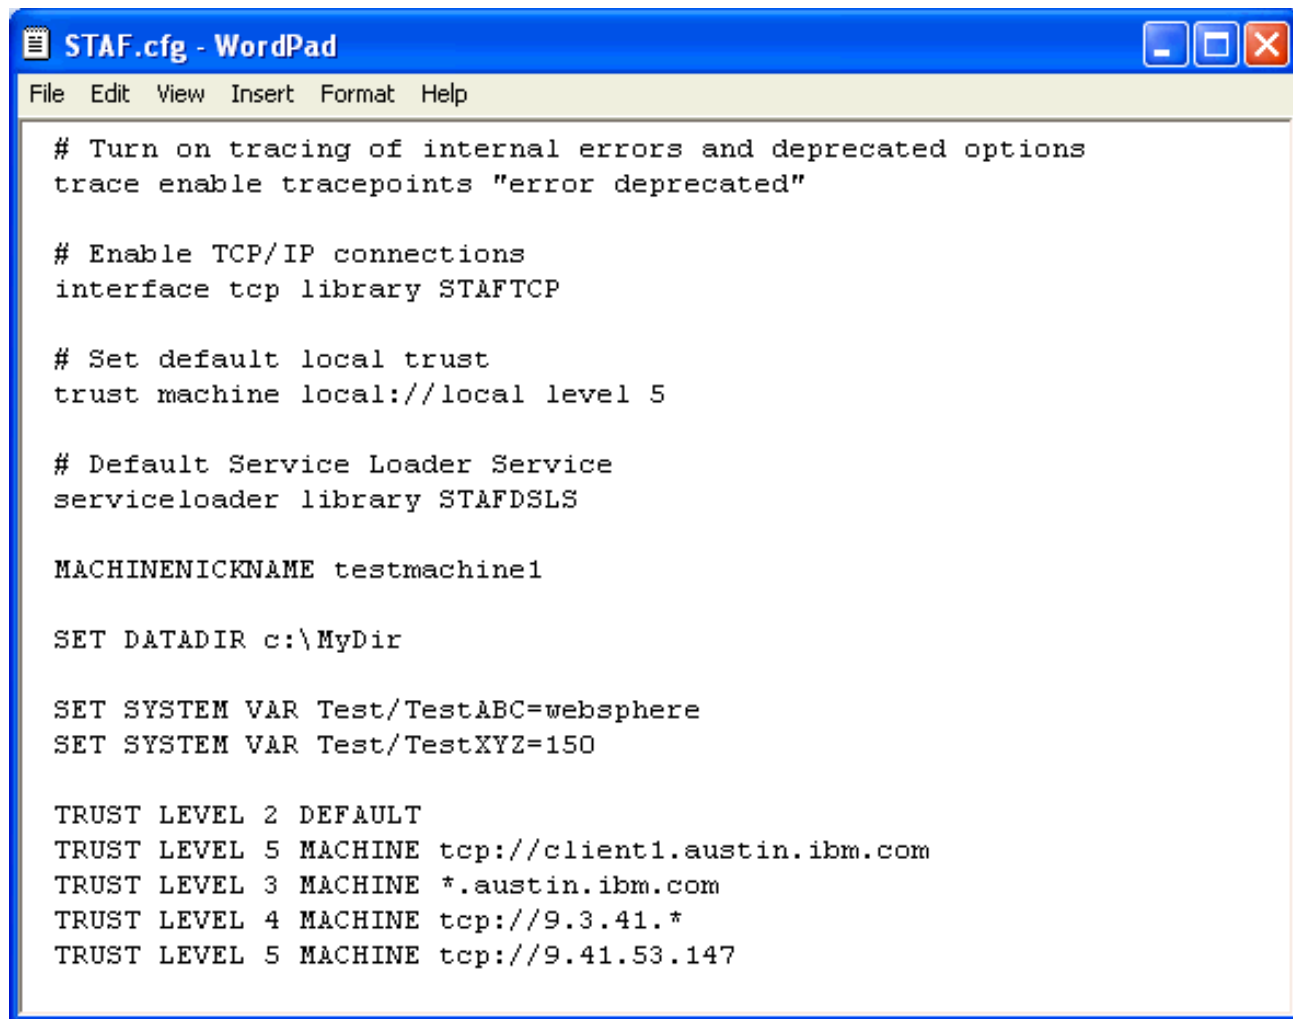 STAF.cfg - WordPad
File Edit View Insert Format Help
# Turn on tracing of internal errors and deprecated options
trace enable tracepoints "error deprecated"
# Enable TCP/IP connections
interface tcp library STAFTCP
# Set default local trust
trust machine local://local level 5
# Default Service Loader Service
serviceloader library STAFDSLS
MACHINENICKNAME testmachine1
SET DATADIR c:\MyDir
SET SYSTEM VAR Test/TestABC=websphere
SET SYSTEM VAR Test/TestXYZ=150
TRUST LEVEL 2 DEFAULT
TRUST LEVEL 5 MACHINE tcp://client1.austin.ibm.com
TRUST LEVEL 3 MACHINE *.austin.ibm.com
TRUST LEVEL 4 MACHINE tcp://9.3.41.*
TRUST LEVEL 5 MACHINE tcp://9.41.53.147